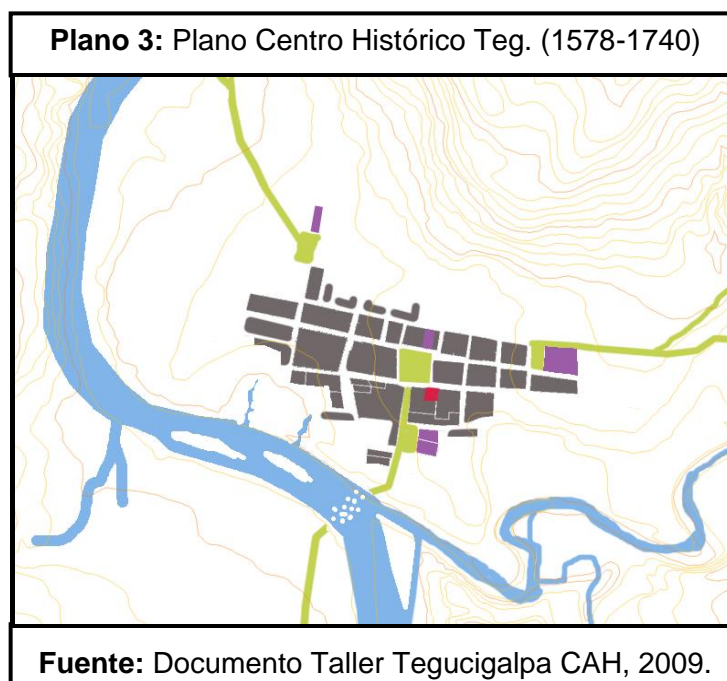 Plano 3: Plano Centro Histórico Teg. (1578-1740)
Fuente: Documento Taller Tegucigalpa CAH, 2009.